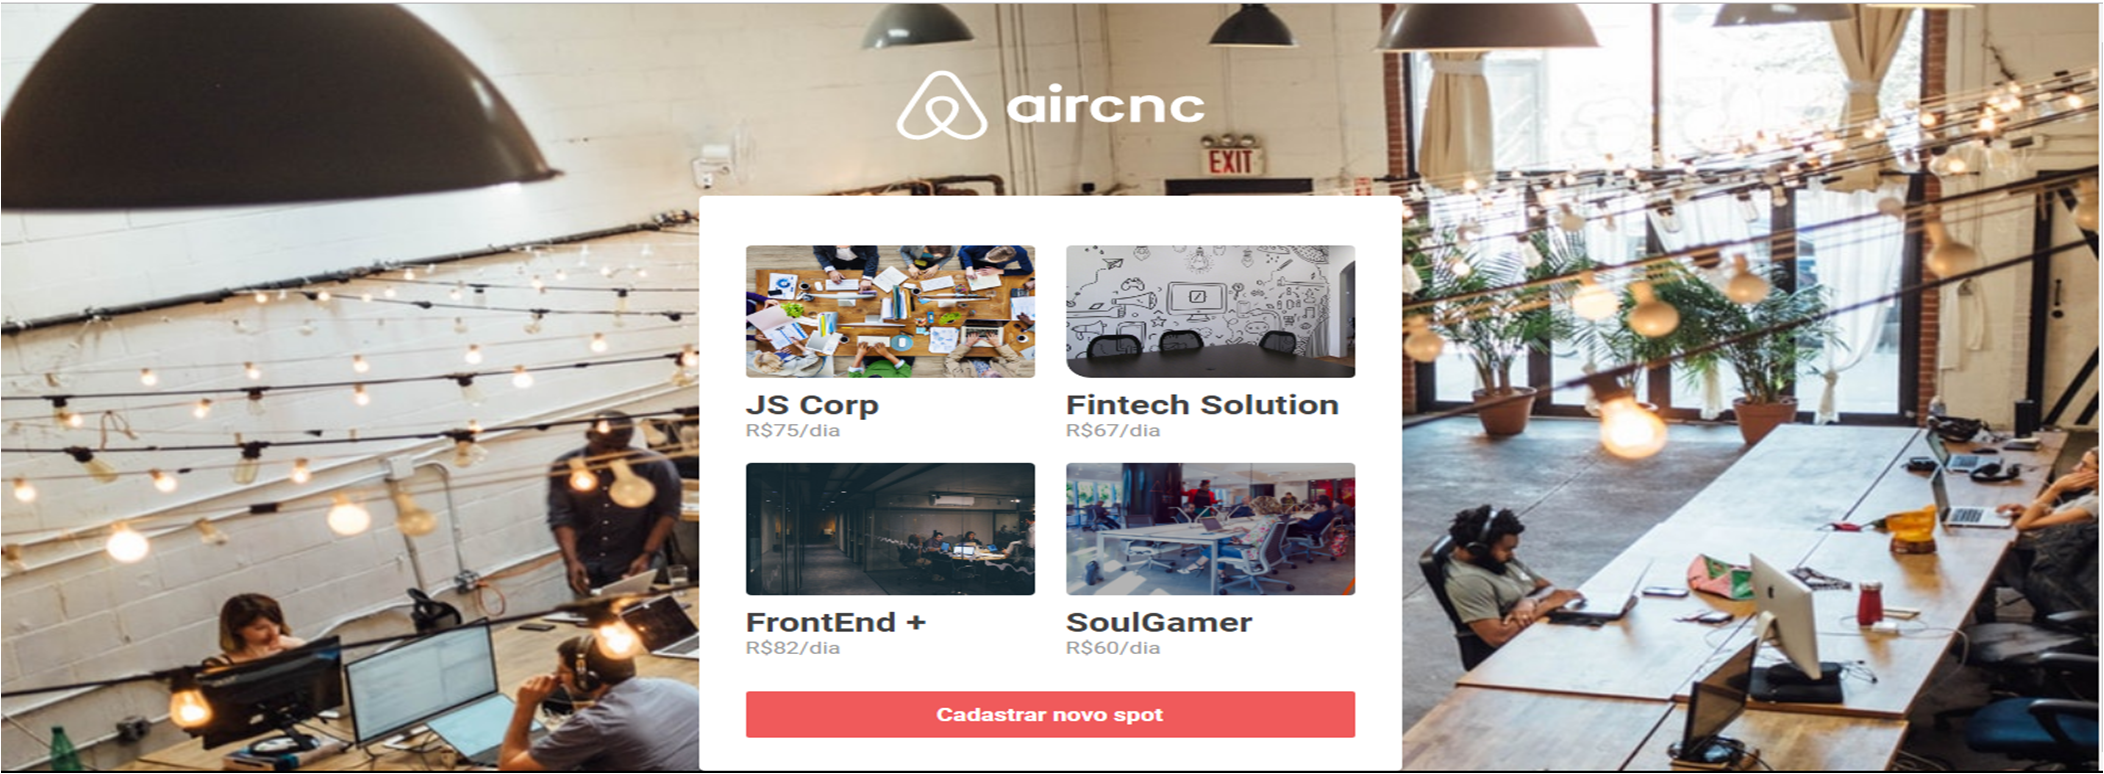 aircnc
EXIT
JS Corp
R$75/dia
Fintech Solution
R$67/dia
FrontEnd +
R$82/dia
SoulGamer
R$60/dia
Cadastrar novo spot